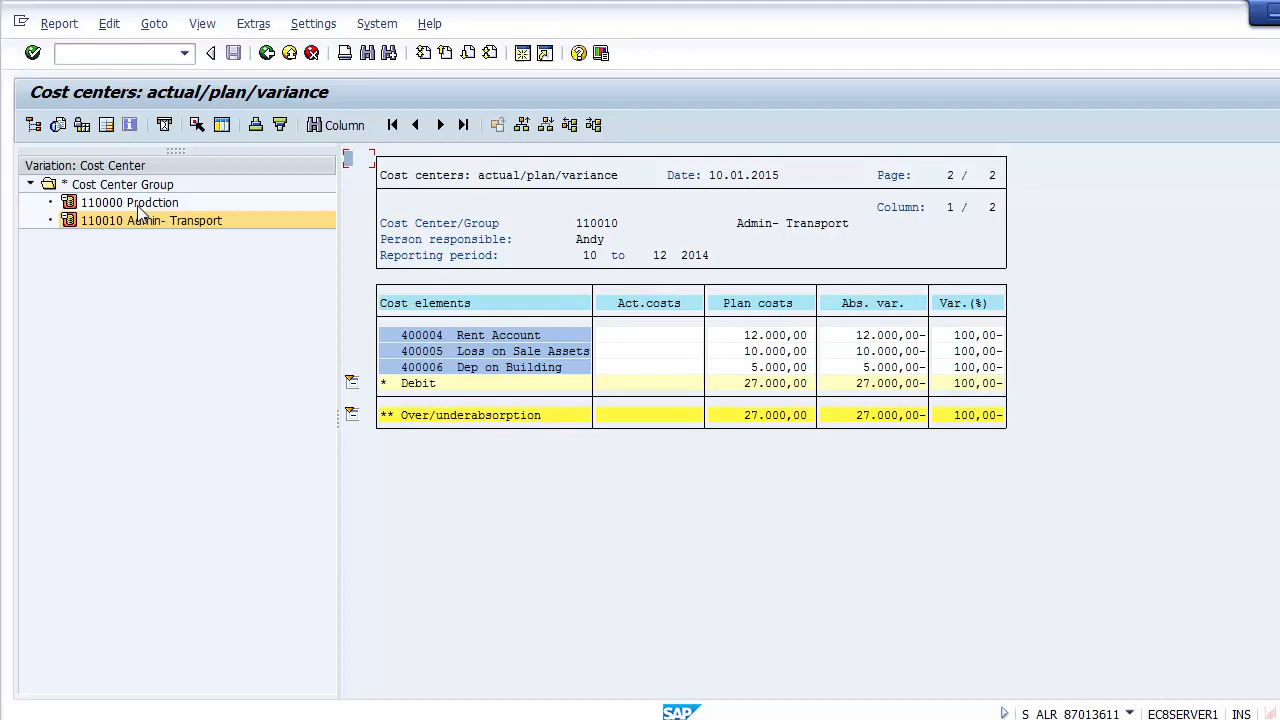 Report Edit Goto View Extras Settings System Help
Cost centers: actual/plan/variance
Column
Variation: Cost Center
* Cost Center Group
110000 Prodction
110010 Admin- Transport
Cost centers: actual/plan/variance Date: 10.01.2015 Page: 2 / 2
Column: 1 / 2
Cost Center/Group 110010 Admin- Transport
Person responsible: Andy
Reporting period: 10 to 12 2014
Cost elements Act.costs Plan costs Abs. var. Var.(%)
400004 Rent Account 12.000,00 12.000,00- 100,00-
400005 Loss on Sale Assets 10.000,00 10.000,00- 100,00-
400006 Dep on Building 5.000,00 5.000,00- 100,00-
* Debit 27.000,00 27.000,00- 100,00-
** Over/underabsorption 27.000,00 27.000,00- 100,00-
SAP S_ALR_87013611 EC8SERVER1 INS